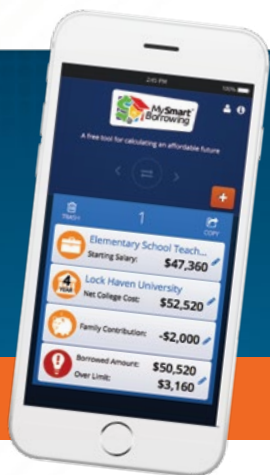 2:45 PM
100%
MySmart
Borrowing
A free tool for calculating an affordable future
TRASH
1
COPY
Elementary School Teach...
Starting Salary: $47,360
4
YEAR
Lock Haven University
Net College Cost: $52,520
Family Contribution: -$2,000
Borrowed Amount: $50,520
Over Limit: $3,160